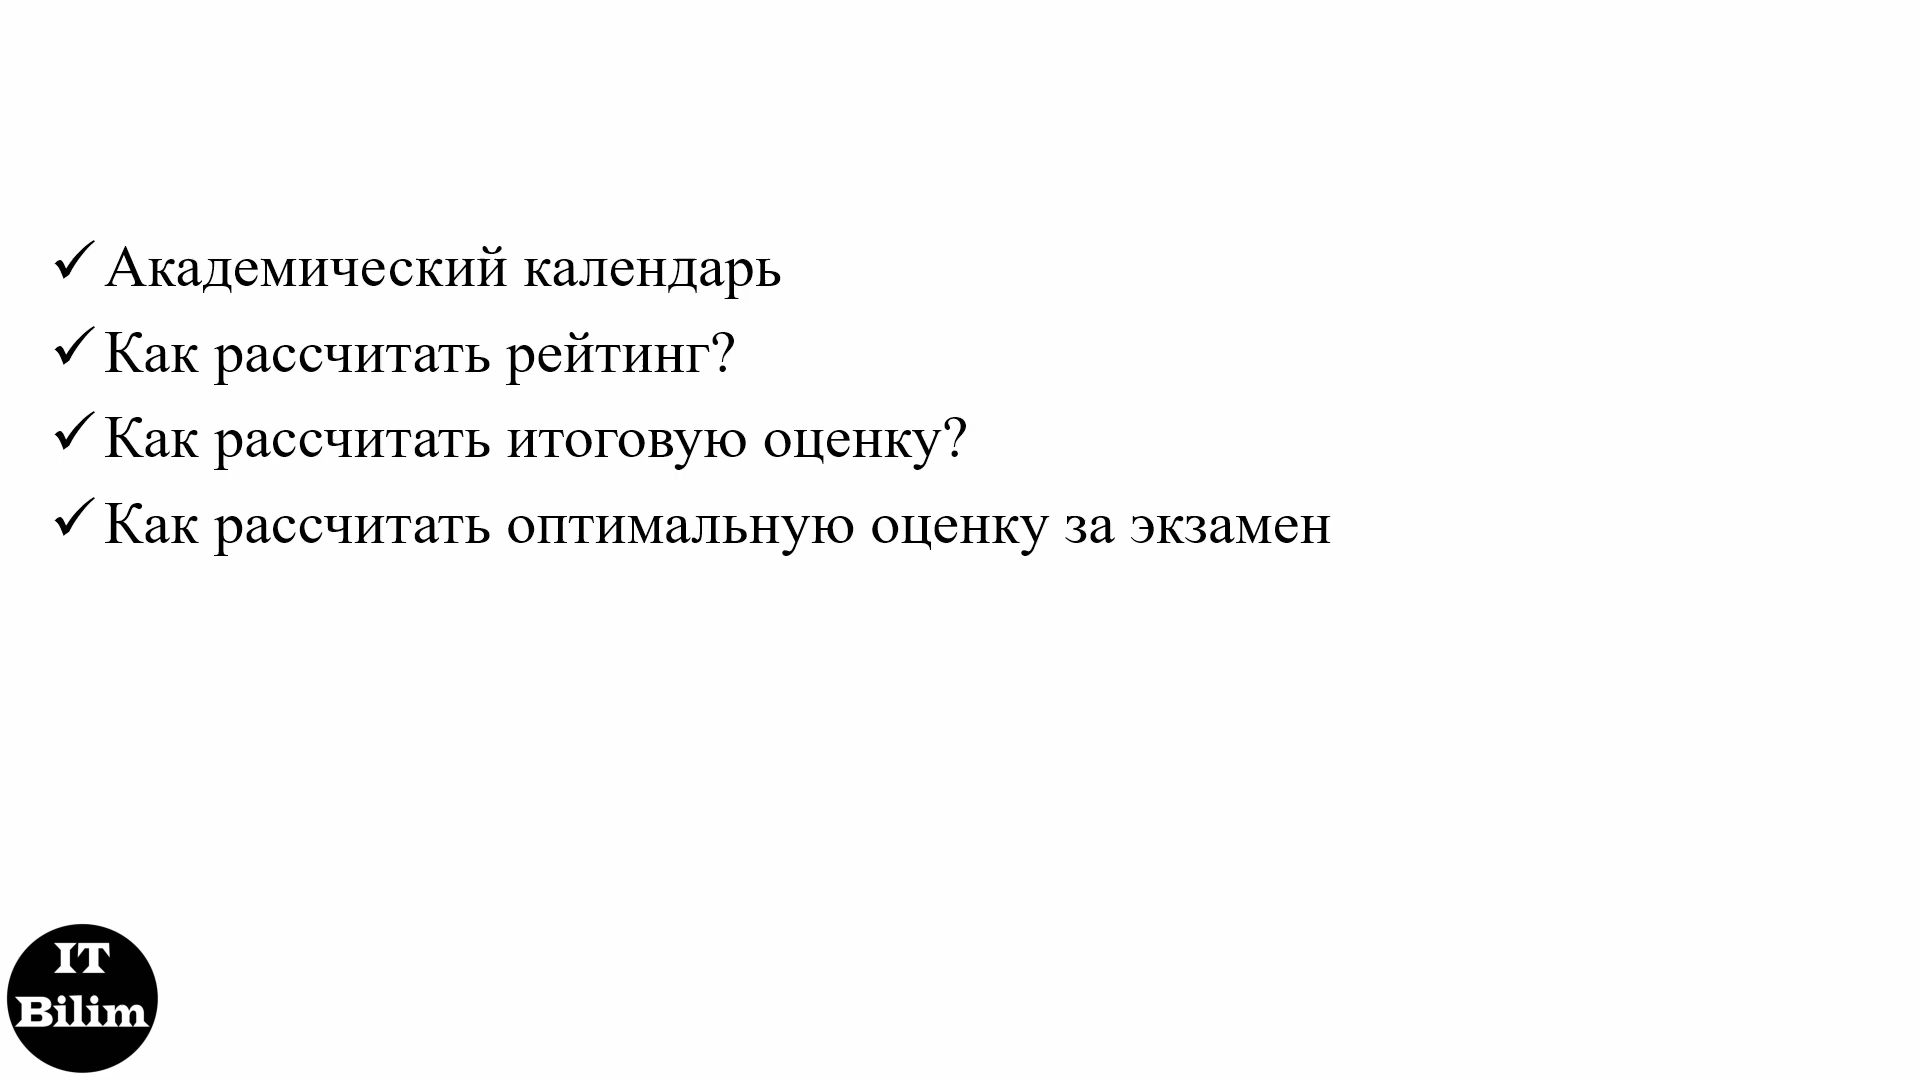 Академический календарь
Как рассчитать рейтинг?
Как рассчитать итоговую оценку?
Как рассчитать оптимальную оценку за экзамен
IT
Bilim